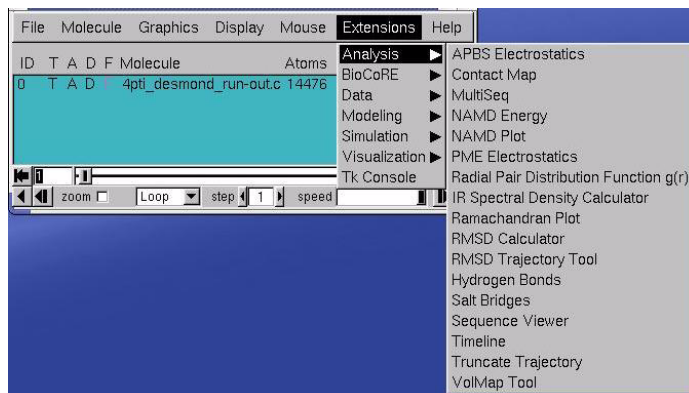 File Molecule Graphics Display Mouse Extensions Help
ID T A D F Molecule Atoms
0 T A D F 4pti_desmond_run-out.c 14476
Analysis
BioCoRE
Data
Modeling
Simulation
Visualization
Tk Console
1
zoom Loop step 1 speed
APBS Electrostatics
Contact Map
MultiSeq
NAMD Energy
NAMD Plot
PME Electrostatics
Radial Pair Distribution Function g(r)
IR Spectral Density Calculator
Ramachandran Plot
RMSD Calculator
RMSD Trajectory Tool
Hydrogen Bonds
Salt Bridges
Sequence Viewer
Timeline
Truncate Trajectory
VolMap Tool